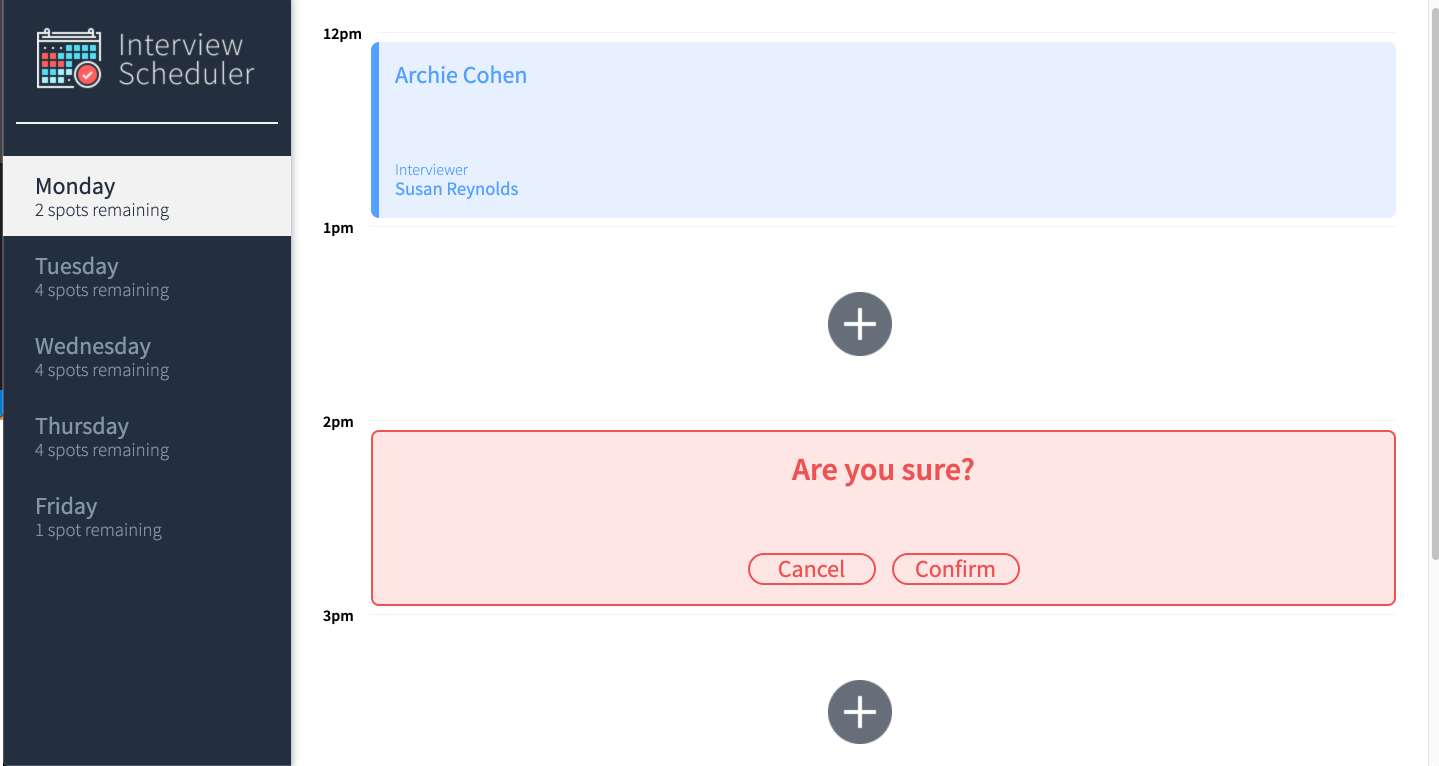 Interview
Scheduler
Monday
2 spots remaining
Tuesday
4 spots remaining
Wednesday
4 spots remaining
Thursday
4 spots remaining
Friday
1 spot remaining
12pm
Archie Cohen
Interviewer
Susan Reynolds
1pm
2pm
Are you sure?
Cancel Confirm
3pm